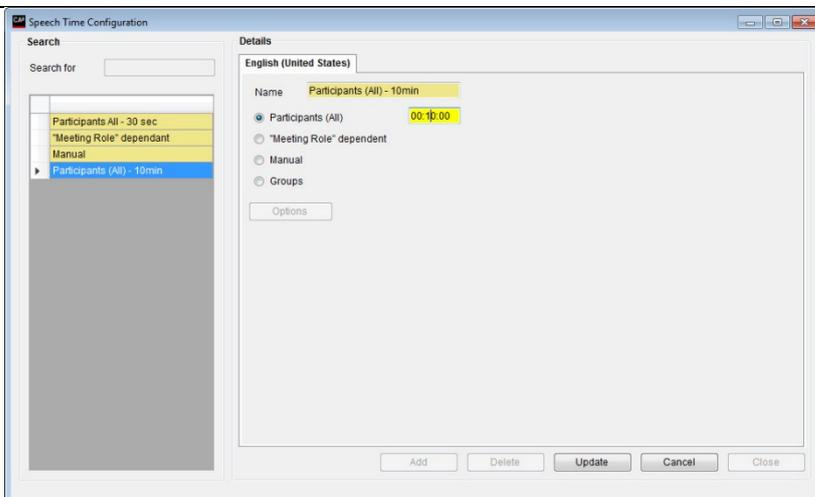 CAP Speech Time Configuration
Search
Search for
Participants All - 30 sec
"Meeting Role" dependant
Manual
Participants (All) - 10min
Details
English (United States)
Name Participants (All) - 10min
Participants (All) 00:10:00
"Meeting Role" dependent
Manual
Groups
Options
Add Delete Update Cancel Close